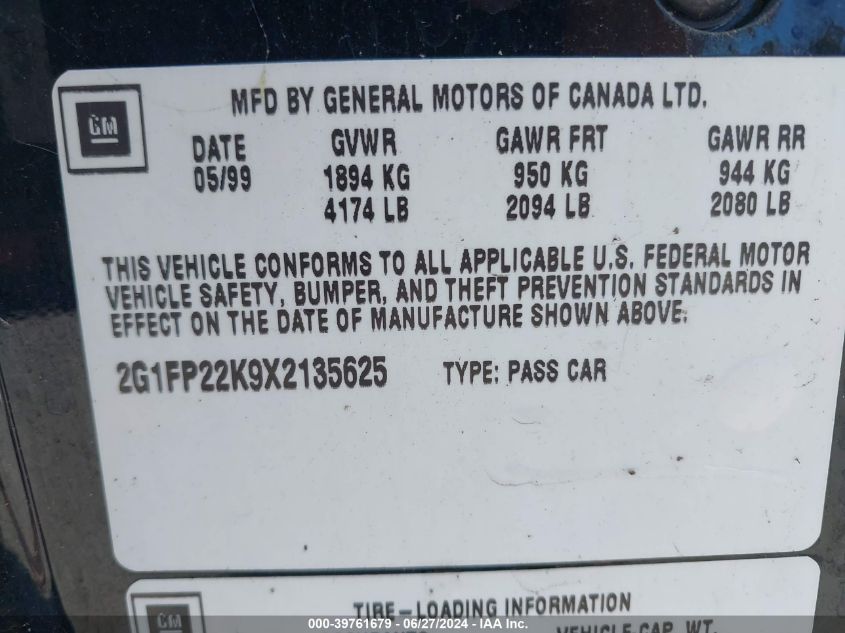 MFD BY GENERAL MOTORS OF CANADA LTD.
GM
DATE GVWR GAWR FRT GAWR RR
05/99 1894 KG 950 KG 944 KG
4174 LB 2094 LB 2080 LB
THIS VEHICLE CONFORMS TO ALL APPLICABLE U.S. FEDERAL MOTOR
VEHICLE SAFETY, BUMPER, AND THEFT PREVENTION STANDARDS IN
EFFECT ON THE DATE OF MANUFACTURE SHOWN ABOVE.
2G1FP22K9X2135625 TYPE: PASS CAR
GM
TIRE-LOADING INFORMATION
VEHICLE CAP. WT.
000-39761679 - 06/27/2024 - IAA Inc.